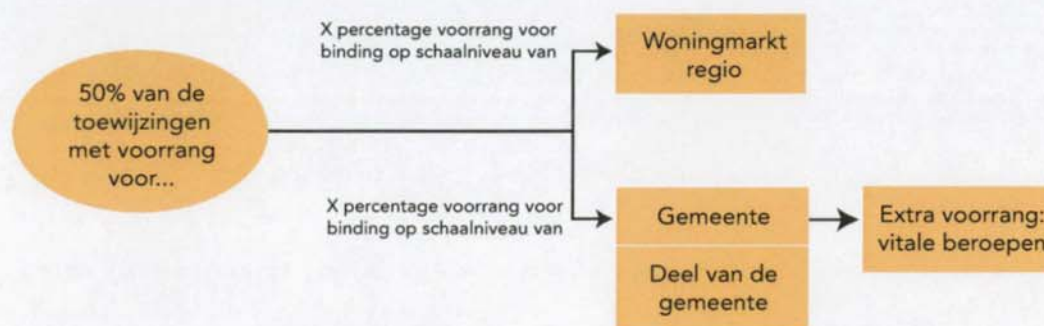 50% van de
toewijzingen
met voorrang
voor...
X percentage voorrang voor
binding op schaalniveau van
Woningmarkt
regio
X percentage voorrang voor
binding op schaalniveau van
Gemeente
Deel van de
gemeente
Extra voorrang:
vitale beroepen